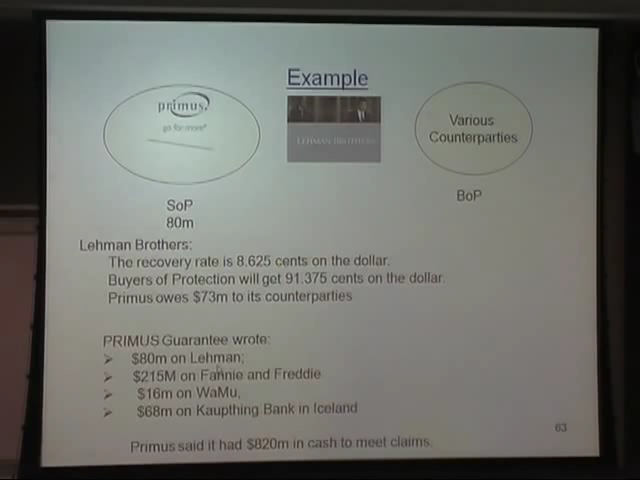 Example
primus.
go for more*
LEHMAN BROTHERS
Various
Counterparties
SoP
80m
BoP
Lehman Brothers:
The recovery rate is 8.625 cents on the dollar.
Buyers of Protection will get 91.375 cents on the dollar.
Primus owes $73m to its counterparties
PRIMUS Guarantee wrote:
➢ $80m on Lehman;
➢ $215M on Fannie and Freddie
➢ $16m on WaMu,
➢ $68m on Kaupthing Bank in Iceland
63
Primus said it had $820m in cash to meet claims.